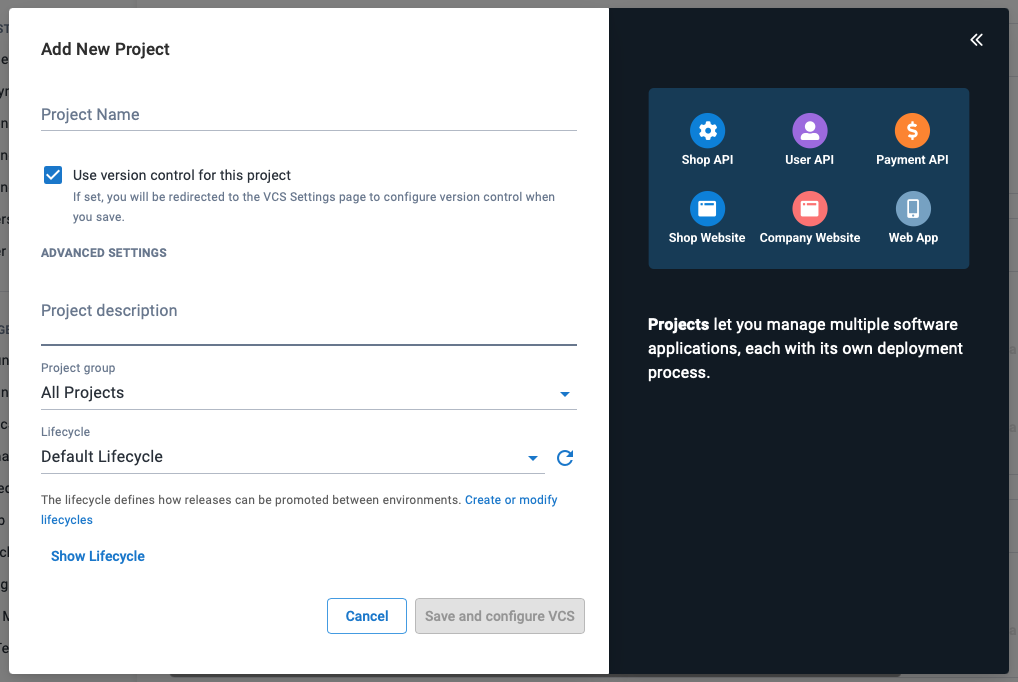 Add New Project
Project Name
Use version control for this project
If set, you will be redirected to the VCS Settings page to configure version control when
you save.
ADVANCED SETTINGS
Project description
Project group
All Projects
Lifecycle
Default Lifecycle
The lifecycle defines how releases can be promoted between environments. Create or modify
lifecycles
Show Lifecycle
Cancel
Save and configure VCS
Shop API
User API
Payment API
Shop Website
Company Website
Web App
Projects let you manage multiple software
applications, each with its own deployment
process.